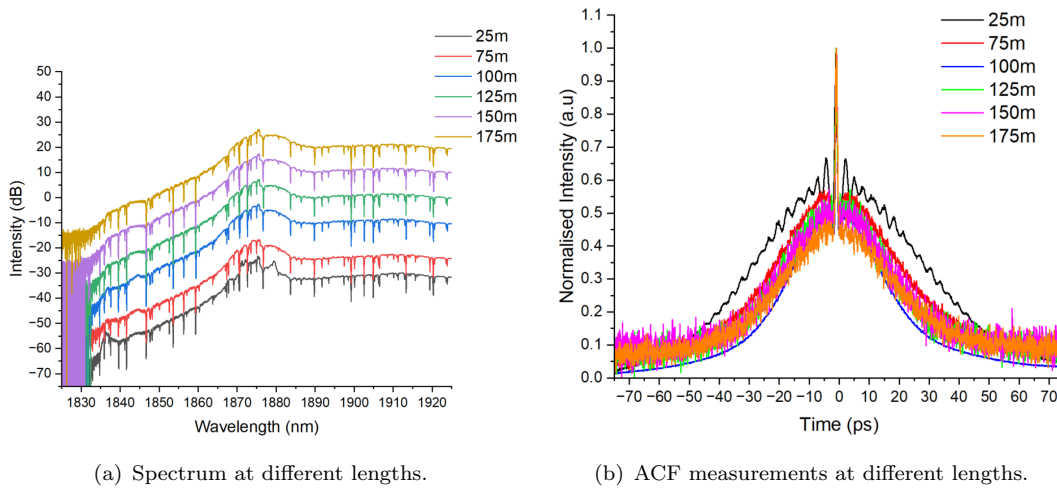 25m
75m
100m
125m
150m
175m
50
40
30
20
10
0
−10
−20
−30
−40
−50
−60
−70
Intensity (dB)
1830 1840 1850 1860 1870 1880 1890 1900 1910 1920
Wavelength (nm)
(a) Spectrum at different lengths.
25m
75m
100m
125m
150m
175m
1.1
1.0
0.9
0.8
0.7
0.6
0.5
0.4
0.3
0.2
0.1
0.0
Normalised Intensity (a.u)
−70 −60 −50 −40 −30 −20 −10 0 10 20 30 40 50 60 70
Time (ps)
(b) ACF measurements at different lengths.